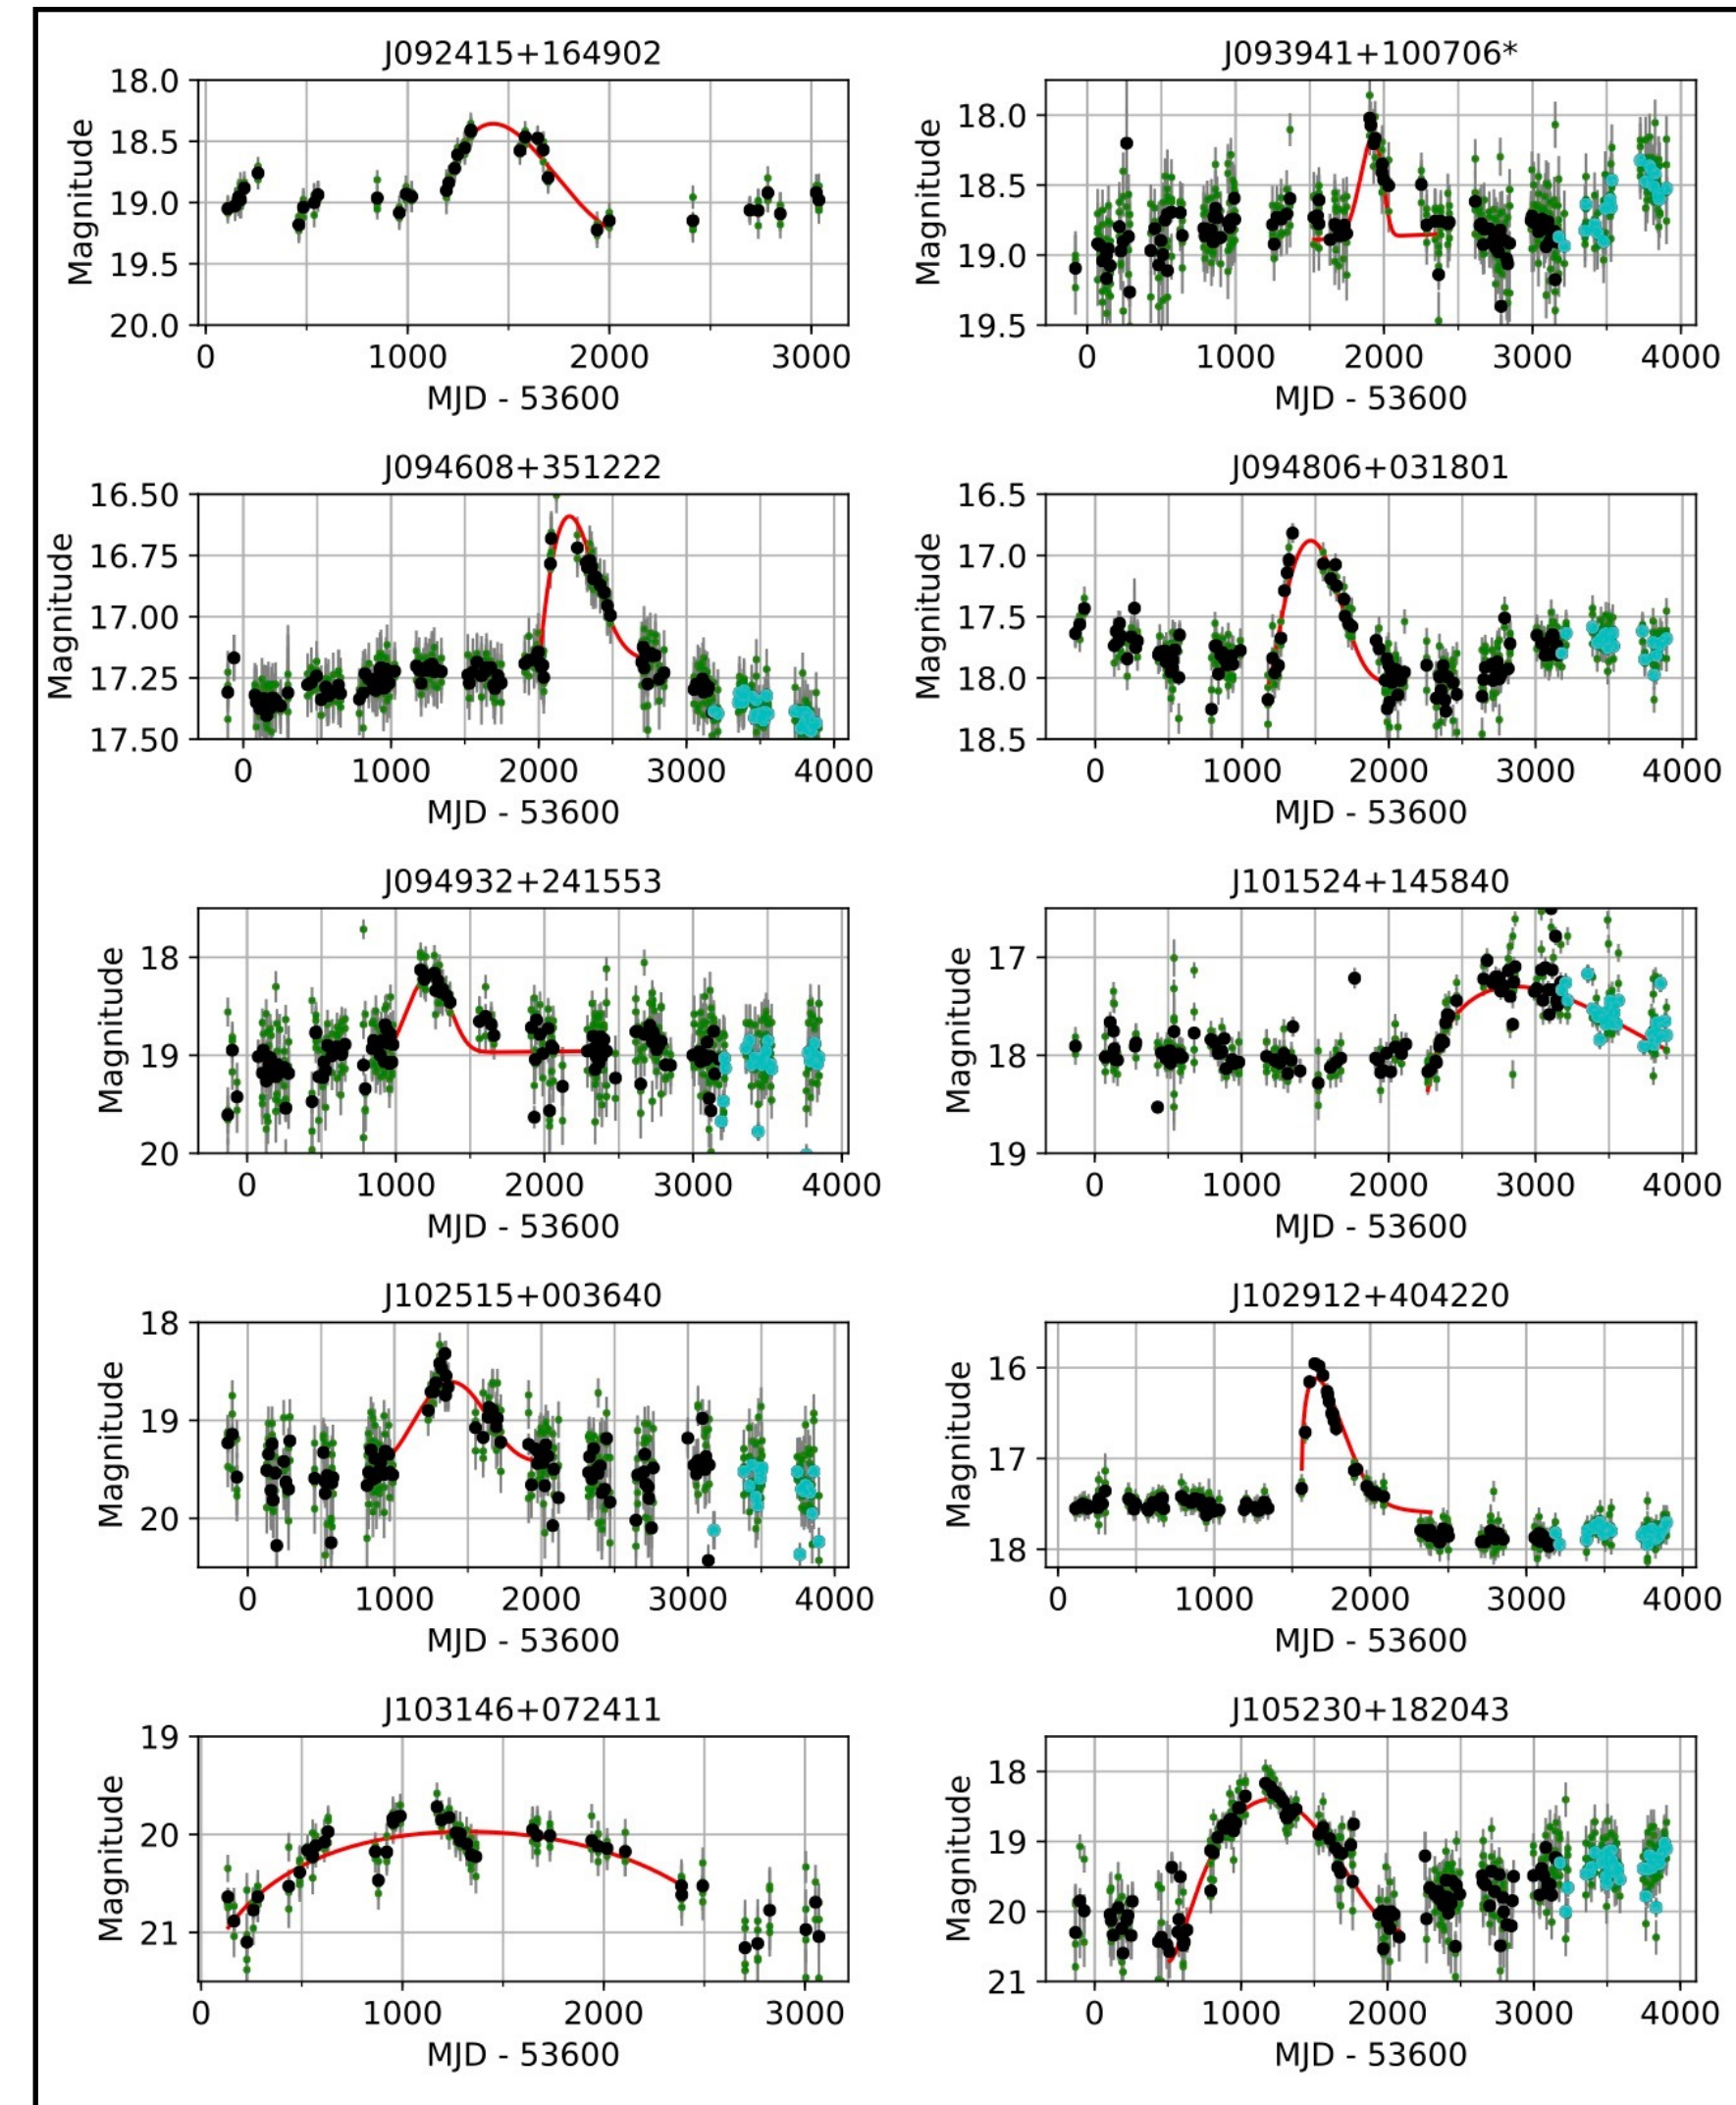 J092415+164902
18.0
18.5
19.0
19.5
20.0
Magnitude
0 1000 2000 3000
MJD - 53600
J093941+100706*
18.0
18.5
19.0
19.5
Magnitude
0 1000 2000 3000 4000
MJD - 53600
J094608+351222
16.50
16.75
17.00
17.25
17.50
Magnitude
0 1000 2000 3000 4000
MJD - 53600
J094806+031801
16.5
17.0
17.5
18.0
18.5
Magnitude
0 1000 2000 3000 4000
MJD - 53600
J094932+241553
18
19
20
Magnitude
0 1000 2000 3000 4000
MJD - 53600
J101524+145840
17
18
19
Magnitude
0 1000 2000 3000 4000
MJD - 53600
J102515+003640
18
19
20
Magnitude
0 1000 2000 3000 4000
MJD - 53600
J102912+404220
16
17
18
Magnitude
0 1000 2000 3000 4000
MJD - 53600
J103146+072411
19
20
21
Magnitude
0 1000 2000 3000
MJD - 53600
J105230+182043
18
19
20
21
Magnitude
0 1000 2000 3000 4000
MJD - 53600